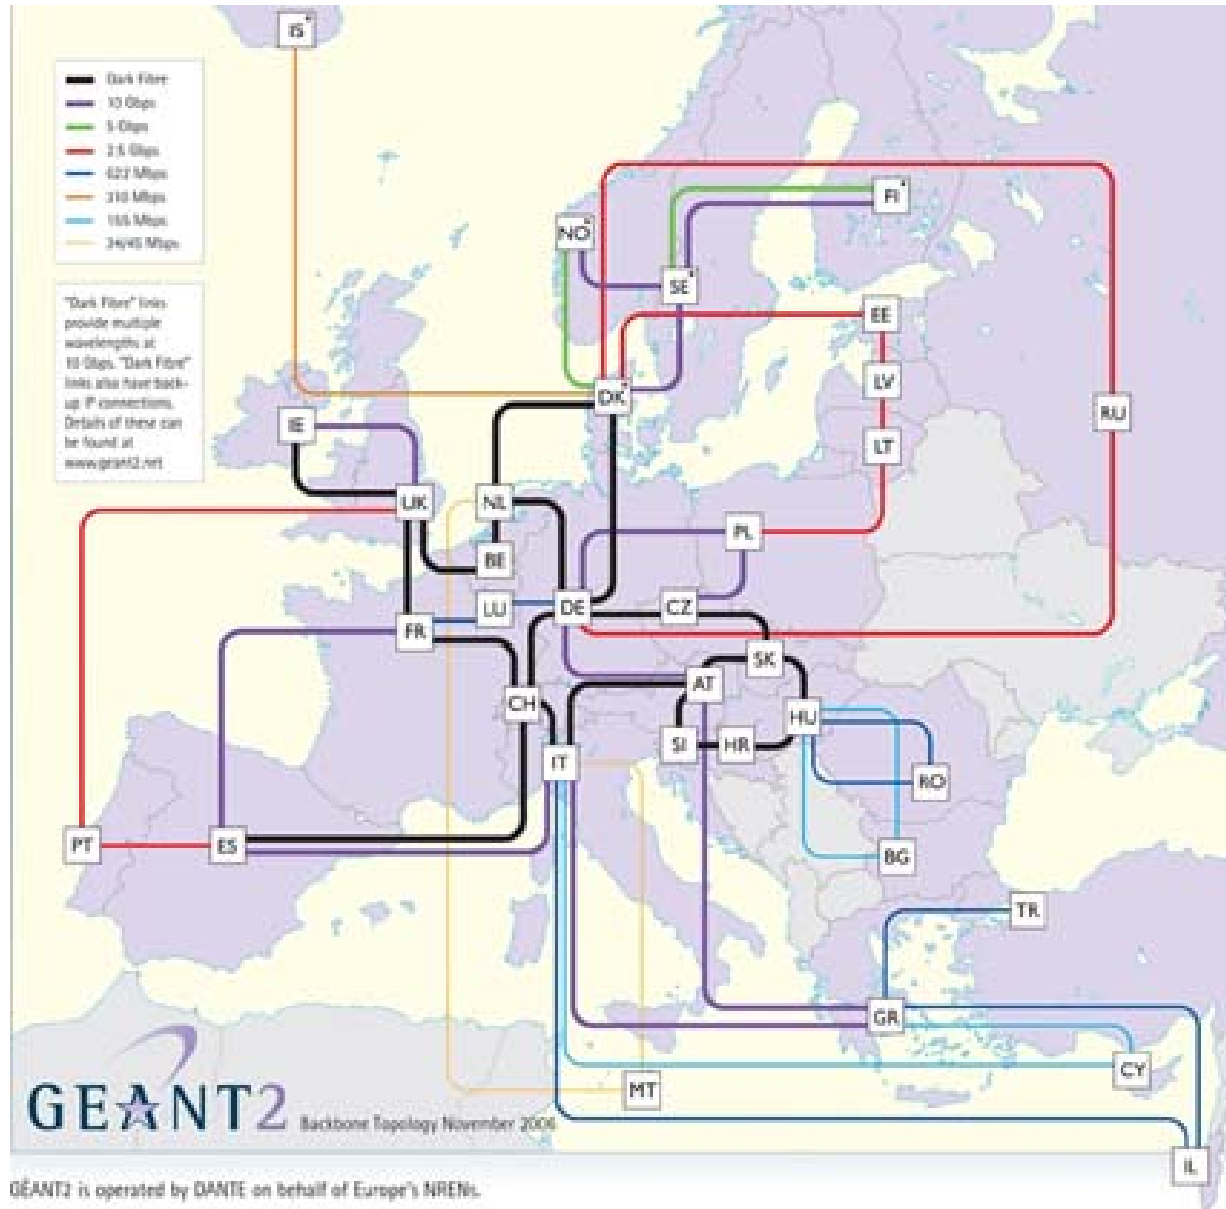 IS
Dark Fibre
10 Gbps
5 Gbps
2.5 Gbps
622 Mbps
310 Mbps
155 Mbps
34/45 Mbps
"Dark Fibre" links
provide multiple
wavelengths at
10 Gbps. "Dark Fibre"
links also have back-
up IP connections.
Details of these can
be found at
www.geant2.net
FI
NO
SE
EE
LV
DK
RU
IE
LT
UK
NL
PL
BE
LU
DE
CZ
FR
SK
AT
CH
HU
SI
HR
IT
RO
PT
ES
BG
TR
GR
CY
MT
GEANT2
Backbone Topology November 2006
IL
GÉANT2 is operated by DANTE on behalf of Europe's NRENs.